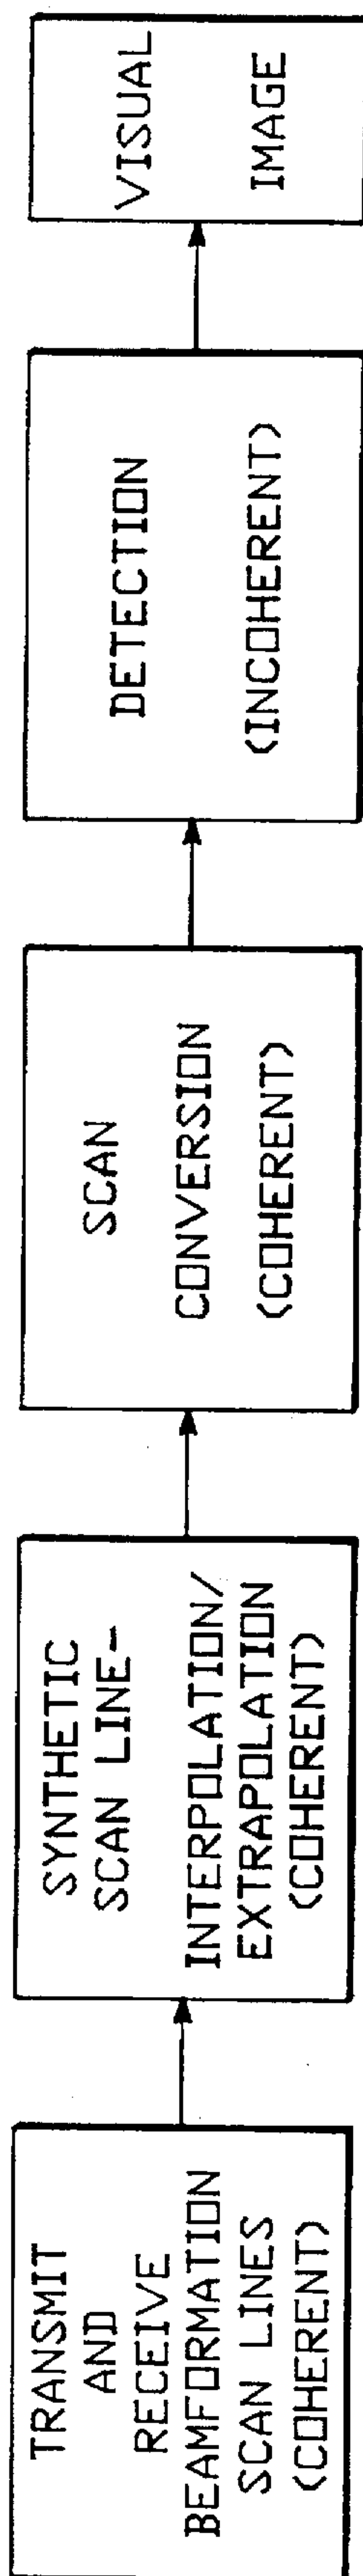 TRANSMIT
AND
RECEIVE
BEAMFORMATION
SCAN LINES
(COHERENT)
SYNTHETIC
SCAN LINE-
INTERPOLATION/
EXTRAPOLATION
(COHERENT)
SCAN
CONVERSION
(COHERENT)
DETECTION
(INCOHERENT)
VISUAL
IMAGE